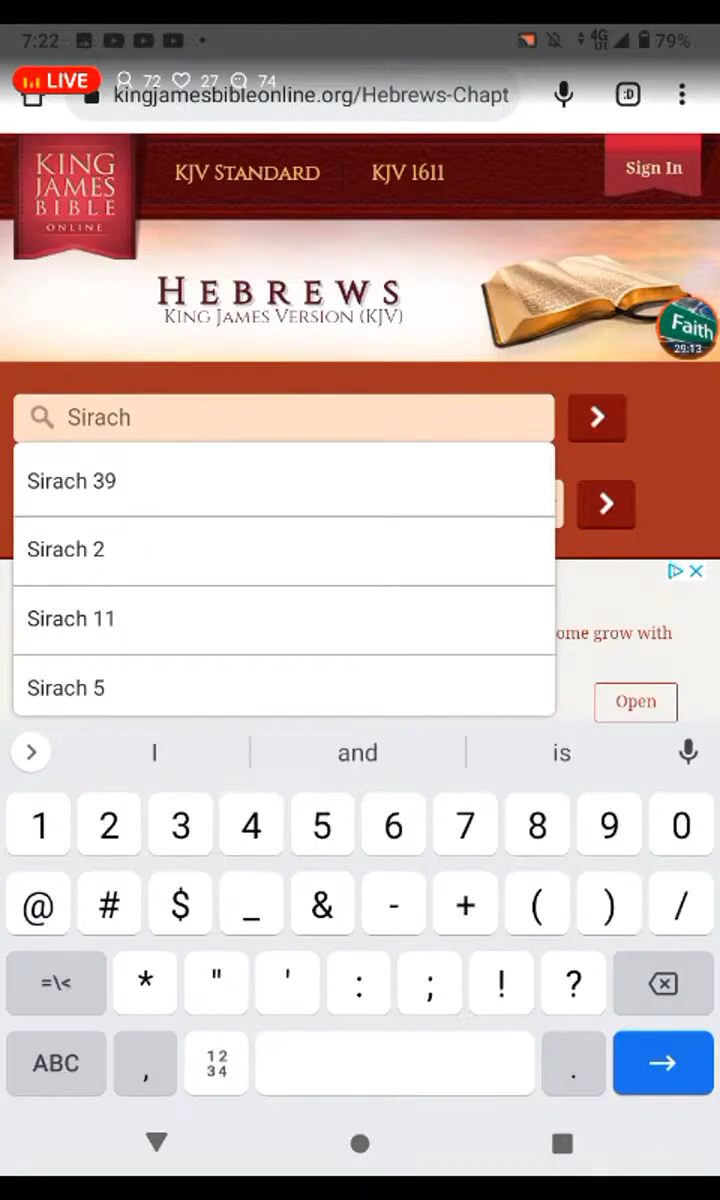 7:22
4G
LTE
79%
LIVE 72 27 74
kingjamesbibleonline.org/Hebrews-Chapt
:D
KING
JAMES
BIBLE
ONLINE
KJV STANDARD
KJV 1611
Sign In
HEBREWS
KING JAMES VERSION (KJV)
Faith
29:13
Sirach
Sirach 39
Sirach 2
Sirach 11
Sirach 5
ome grow with
Open
I and is
1 2 3 4 5 6 7 8 9 0
@ # $ _ & - + ( ) /
=\< * " ' : ; ! ?
ABC , 12 .
34